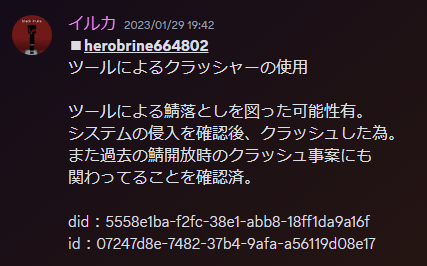 イルカ 2023/01/29 19:42
■herobrine664802
ツールによるクラッシャーの使用
ツールによる鯖落としを図った可能性有。
システムの侵入を確認後、クラッシュした為。
また過去の鯖開放時のクラッシュ事案にも
関わってることを確認済。
did：5558e1ba-f2fc-38e1-abb8-18ff1da9a16f
id：07247d8e-7482-37b4-9afa-a56119d08e17